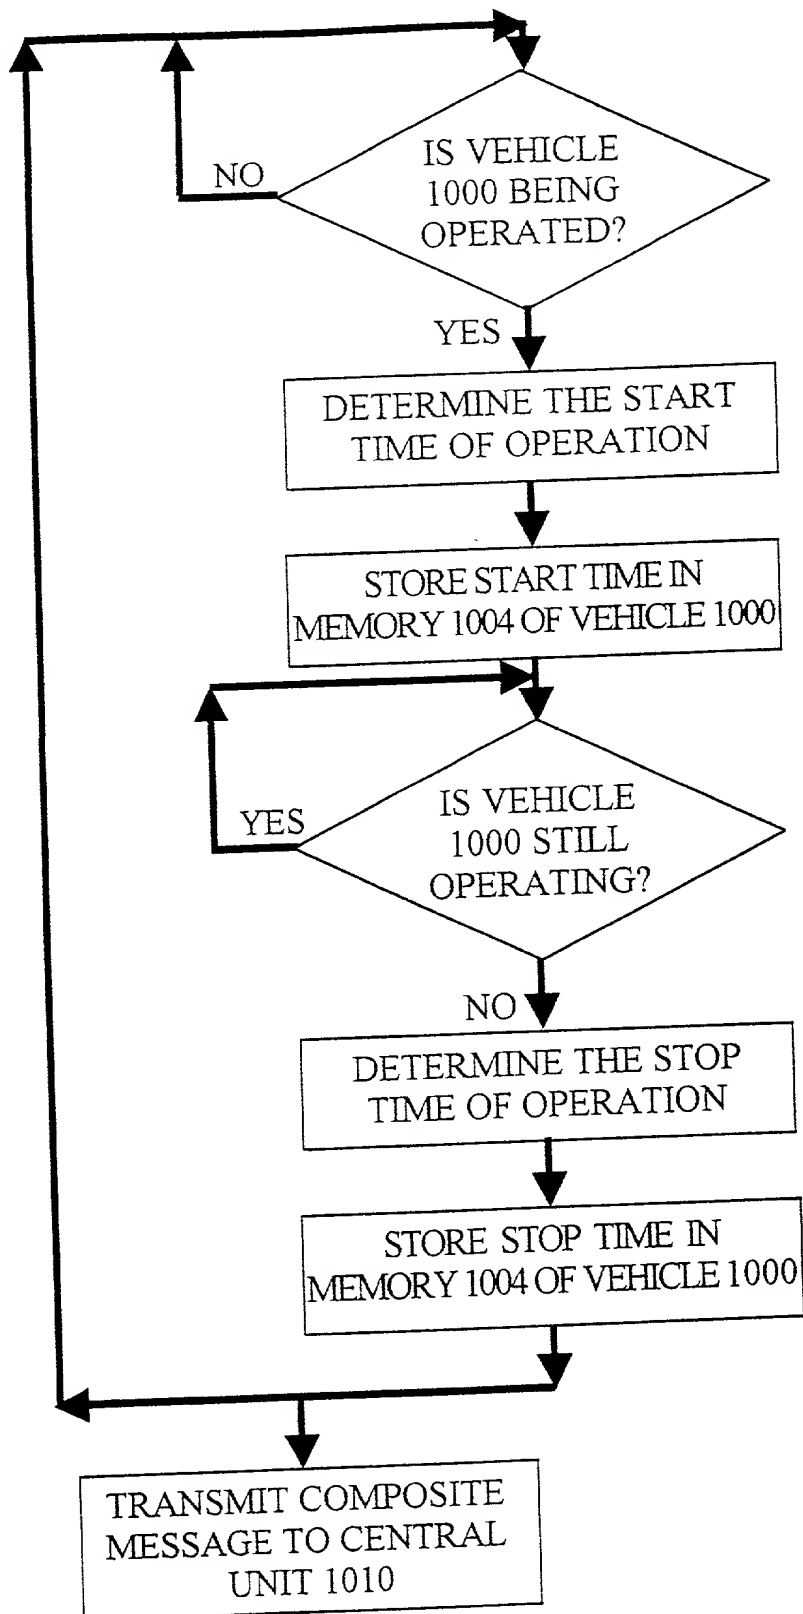 IS VEHICLE
1000 BEING
OPERATED?
NO
YES
DETERMINE THE START
TIME OF OPERATION
STORE START TIME IN
MEMORY 1004 OF VEHICLE 1000
IS VEHICLE
1000 STILL
OPERATING?
YES
NO
DETERMINE THE STOP
TIME OF OPERATION
STORE STOP TIME IN
MEMORY 1004 OF VEHICLE 1000
TRANSMIT COMPOSITE
MESSAGE TO CENTRAL
UNIT 1010